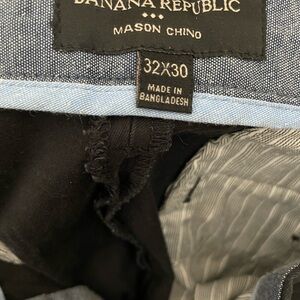 BANANA REPUBLIC
MASON CHINO
32X30
MADE IN
BANGLADESH